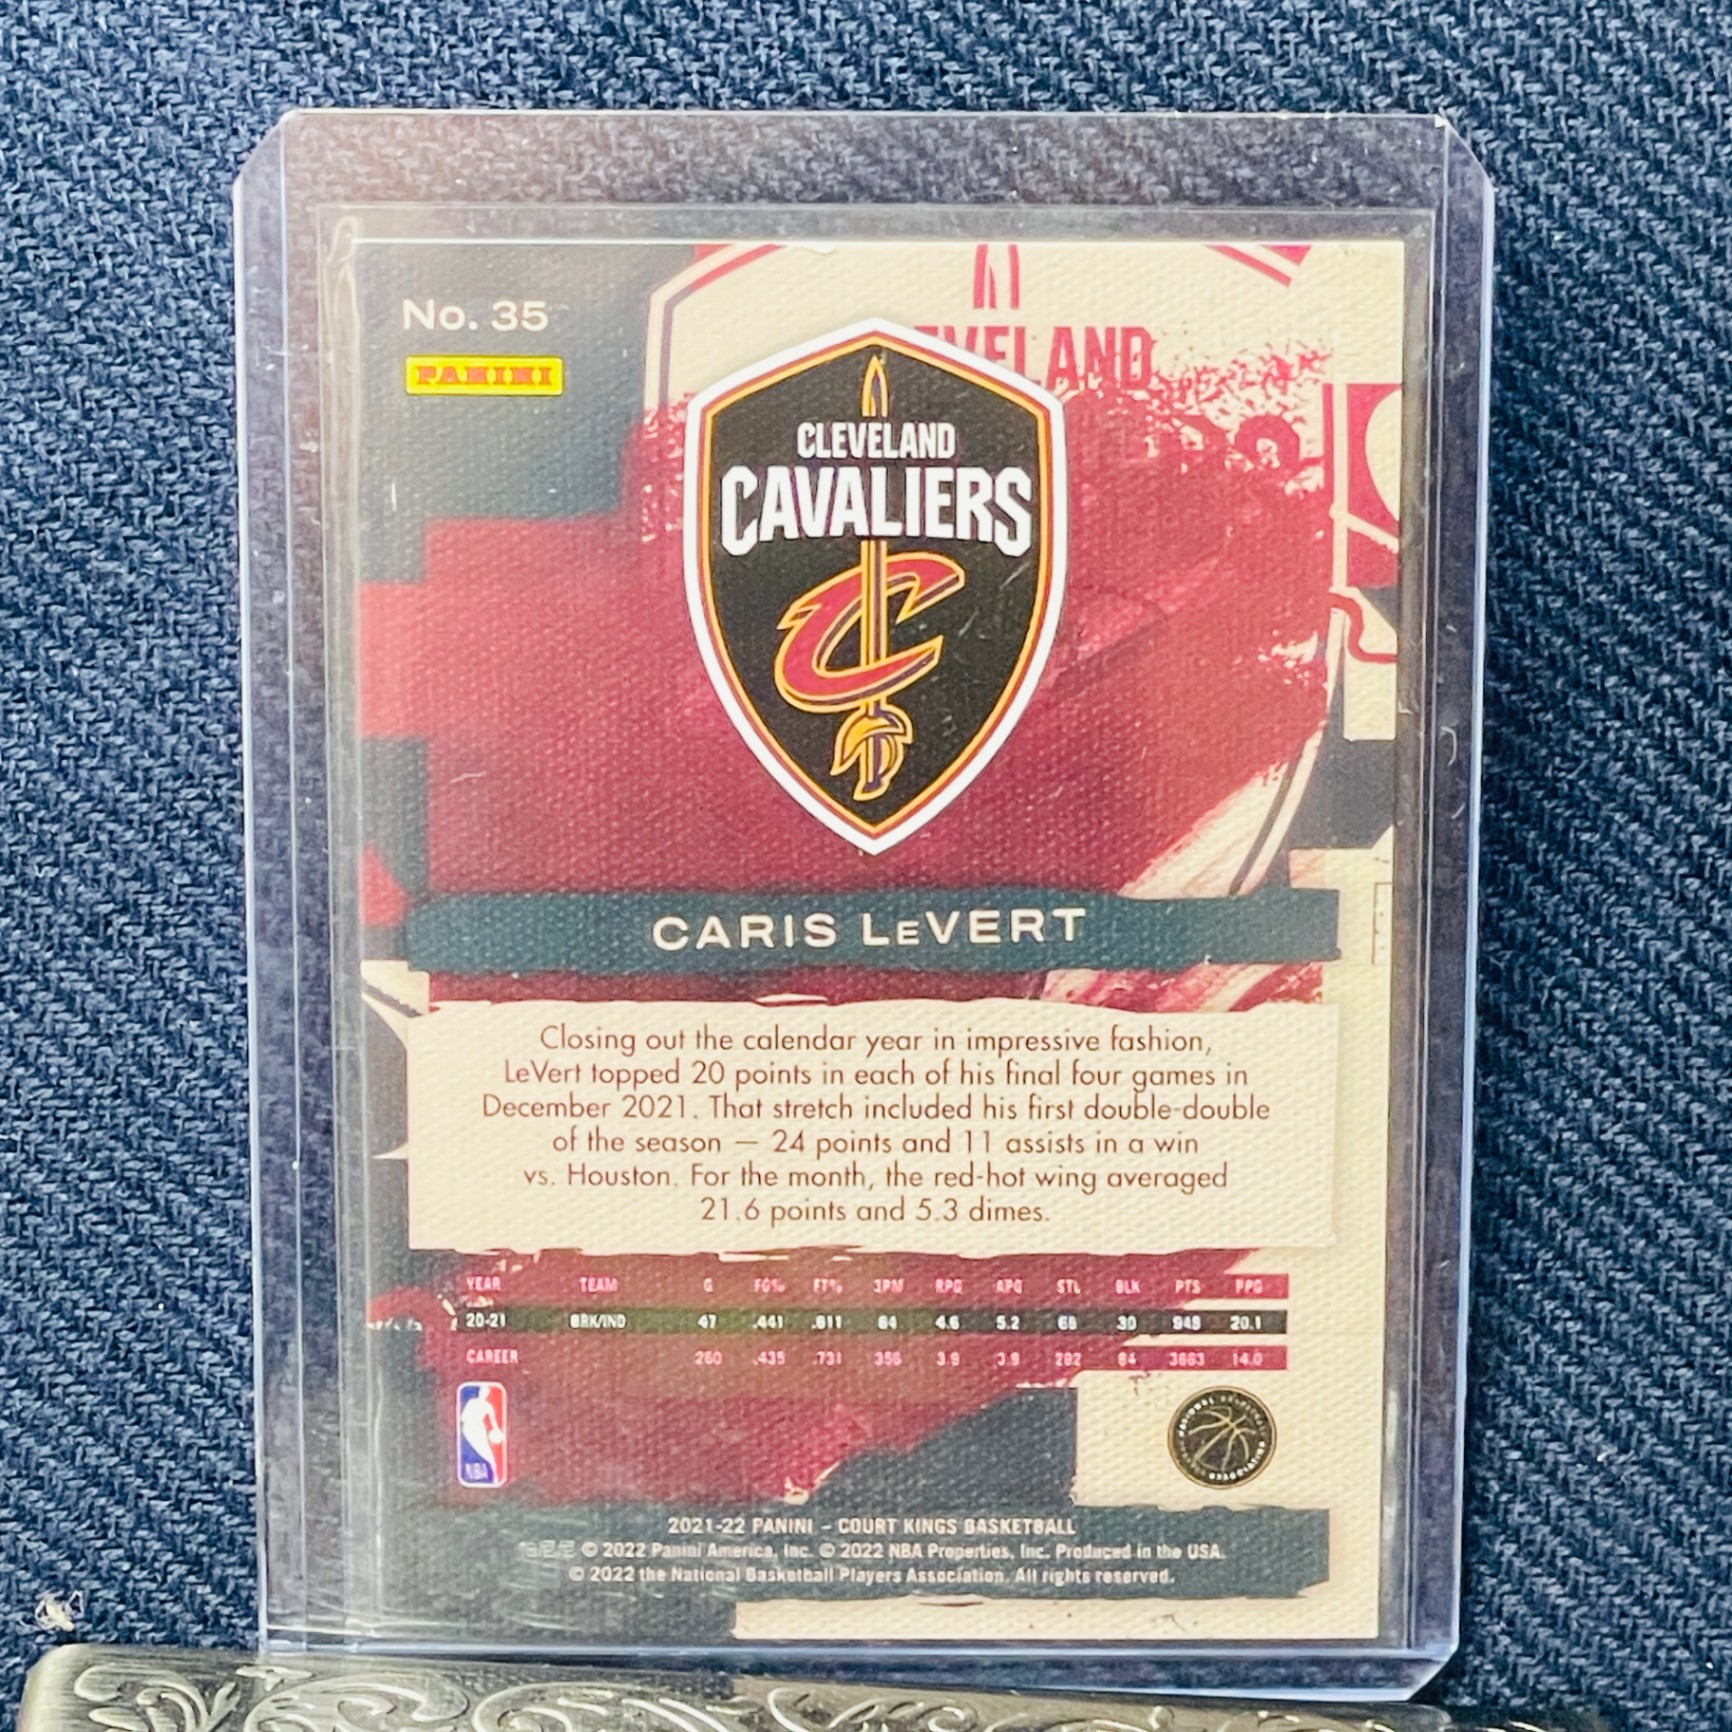 No. 35
PANINI
CLEVELAND
CLEVELAND
CAVALIERS
CARIS LeVERT
Closing out the calendar year in impressive fashion,
LeVert topped 20 points in each of his final four games in
December 2021. That stretch included his first double-double
of the season — 24 points and 11 assists in a win
vs. Houston. For the month, the red-hot wing averaged
21.6 points and 5.3 dimes.
YEAR TEAM G FG% FT% 3PM RPG APG STL BLK PTS PPG
20-21 BRK/IND 47 .441 .811 84 4.6 5.2 68 30 948 20.1
CAREER 260 .435 .731 356 3.9 3.9 292 84 3663 14.0
NBA
2021-22 PANINI – COURT KINGS BASKETBALL
© 2022 Panini America, Inc. © 2022 NBA Properties, Inc. Produced in the USA.
© 2022 the National Basketball Players Association. All rights reserved.